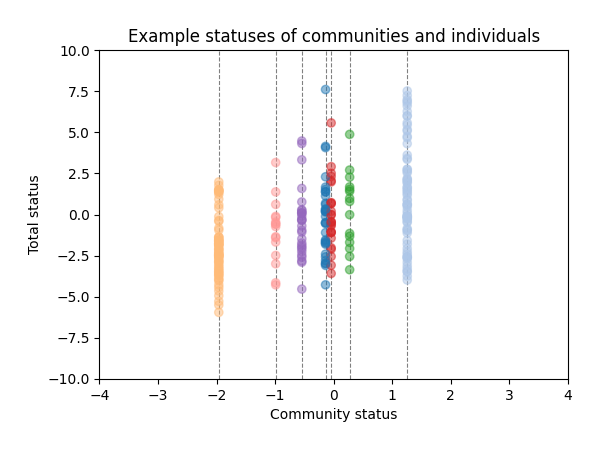 Example statuses of communities and individuals
10.0
7.5
5.0
2.5
0.0
−2.5
−5.0
−7.5
−10.0
Total status
−4 −3 −2 −1 0 1 2 3 4
Community status